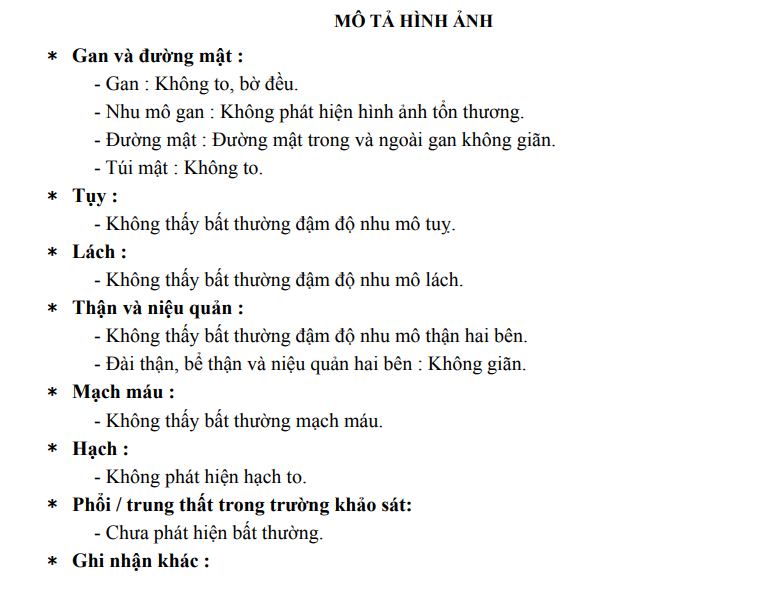 MÔ TẢ HÌNH ẢNH
* Gan và đường mật :
- Gan : Không to, bờ đều.
- Nhu mô gan : Không phát hiện hình ảnh tổn thương.
- Đường mật : Đường mật trong và ngoài gan không giãn.
- Túi mật : Không to.
* Tụy :
- Không thấy bất thường đậm độ nhu mô tuỵ.
* Lách :
- Không thấy bất thường đậm độ nhu mô lách.
* Thận và niệu quản :
- Không thấy bất thường đậm độ nhu mô thận hai bên.
- Đài thận, bể thận và niệu quản hai bên : Không giãn.
* Mạch máu :
- Không thấy bất thường mạch máu.
* Hạch :
- Không phát hiện hạch to.
* Phổi / trung thất trong trường khảo sát:
- Chưa phát hiện bất thường.
* Ghi nhận khác :